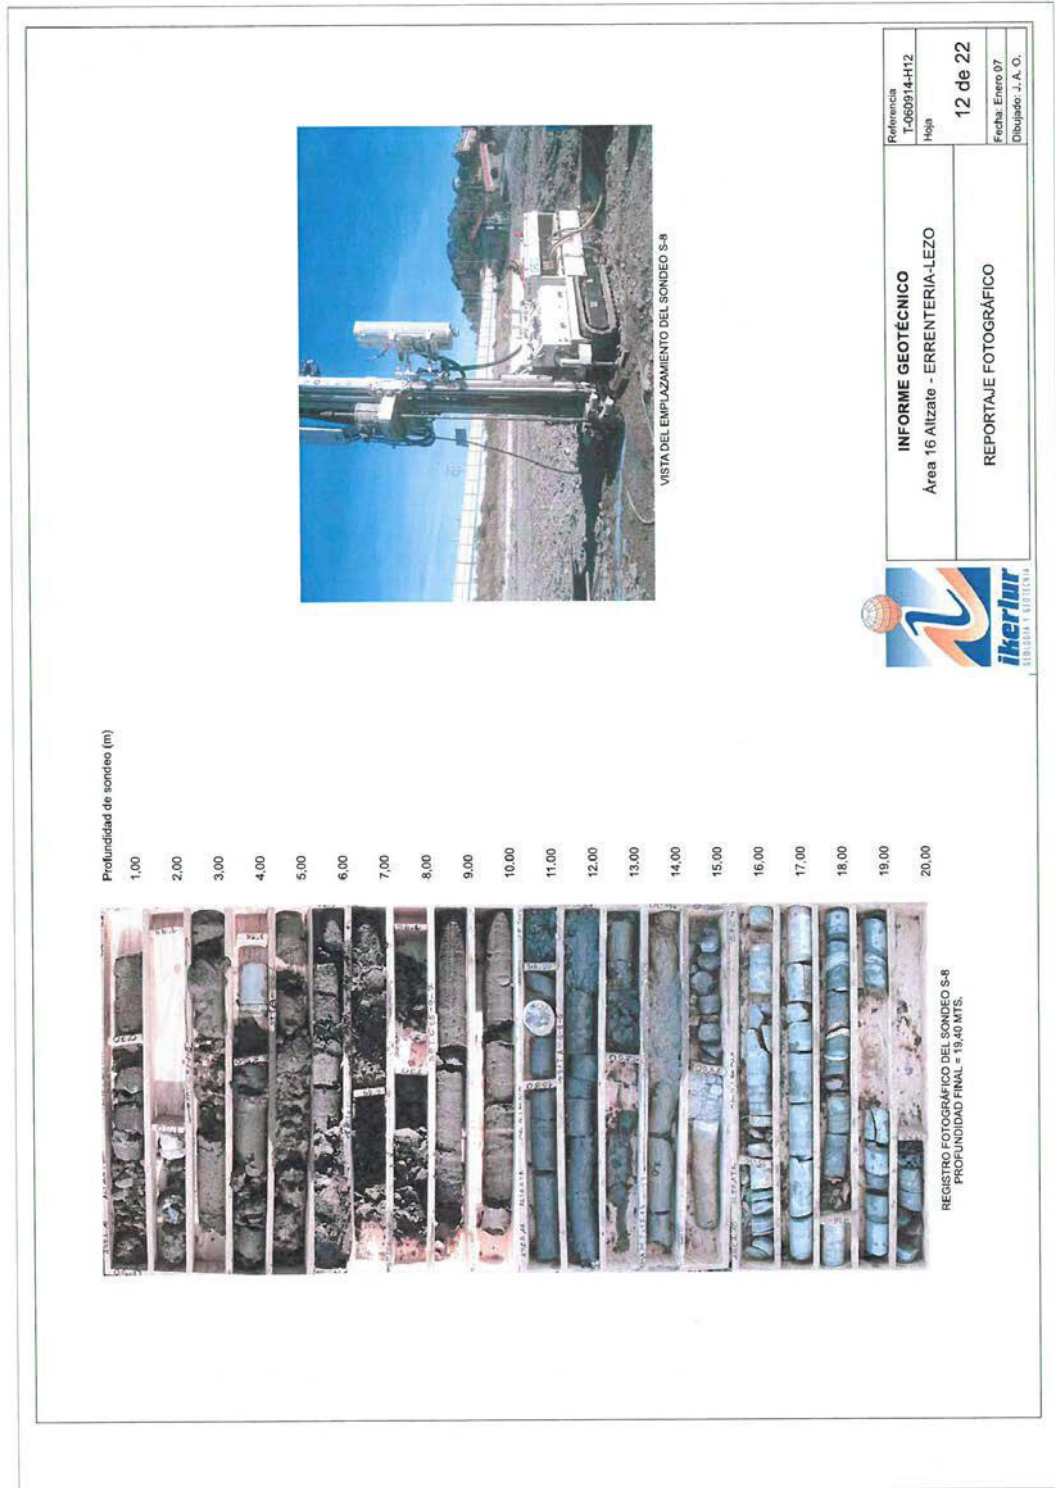 Profundidad de sondeo (m)
1,00
2,00
3,00
4,00
5,00
6,00
7,00
8,00
9,00
10,00
11,00
12,00
13,00
14,00
15,00
16,00
17,00
18,00
19,00
20,00
REGISTRO FOTOGRÁFICO DEL SONDEO S-8
PROFUNDIDAD FINAL = 19,40 MTS.
VISTA DEL EMPLAZAMIENTO DEL SONDEO S-8
ikerlur
GEOLOGIA Y GEOTECNIA
INFORME GEOTÉCNICO
Área 16 Altzate - ERRENTERIA-LEZO
REPORTAJE FOTOGRÁFICO
Referencia
T-060914-H12
Hoja
12 de 22
Fecha: Enero 07
Dibujado: J. A. O.